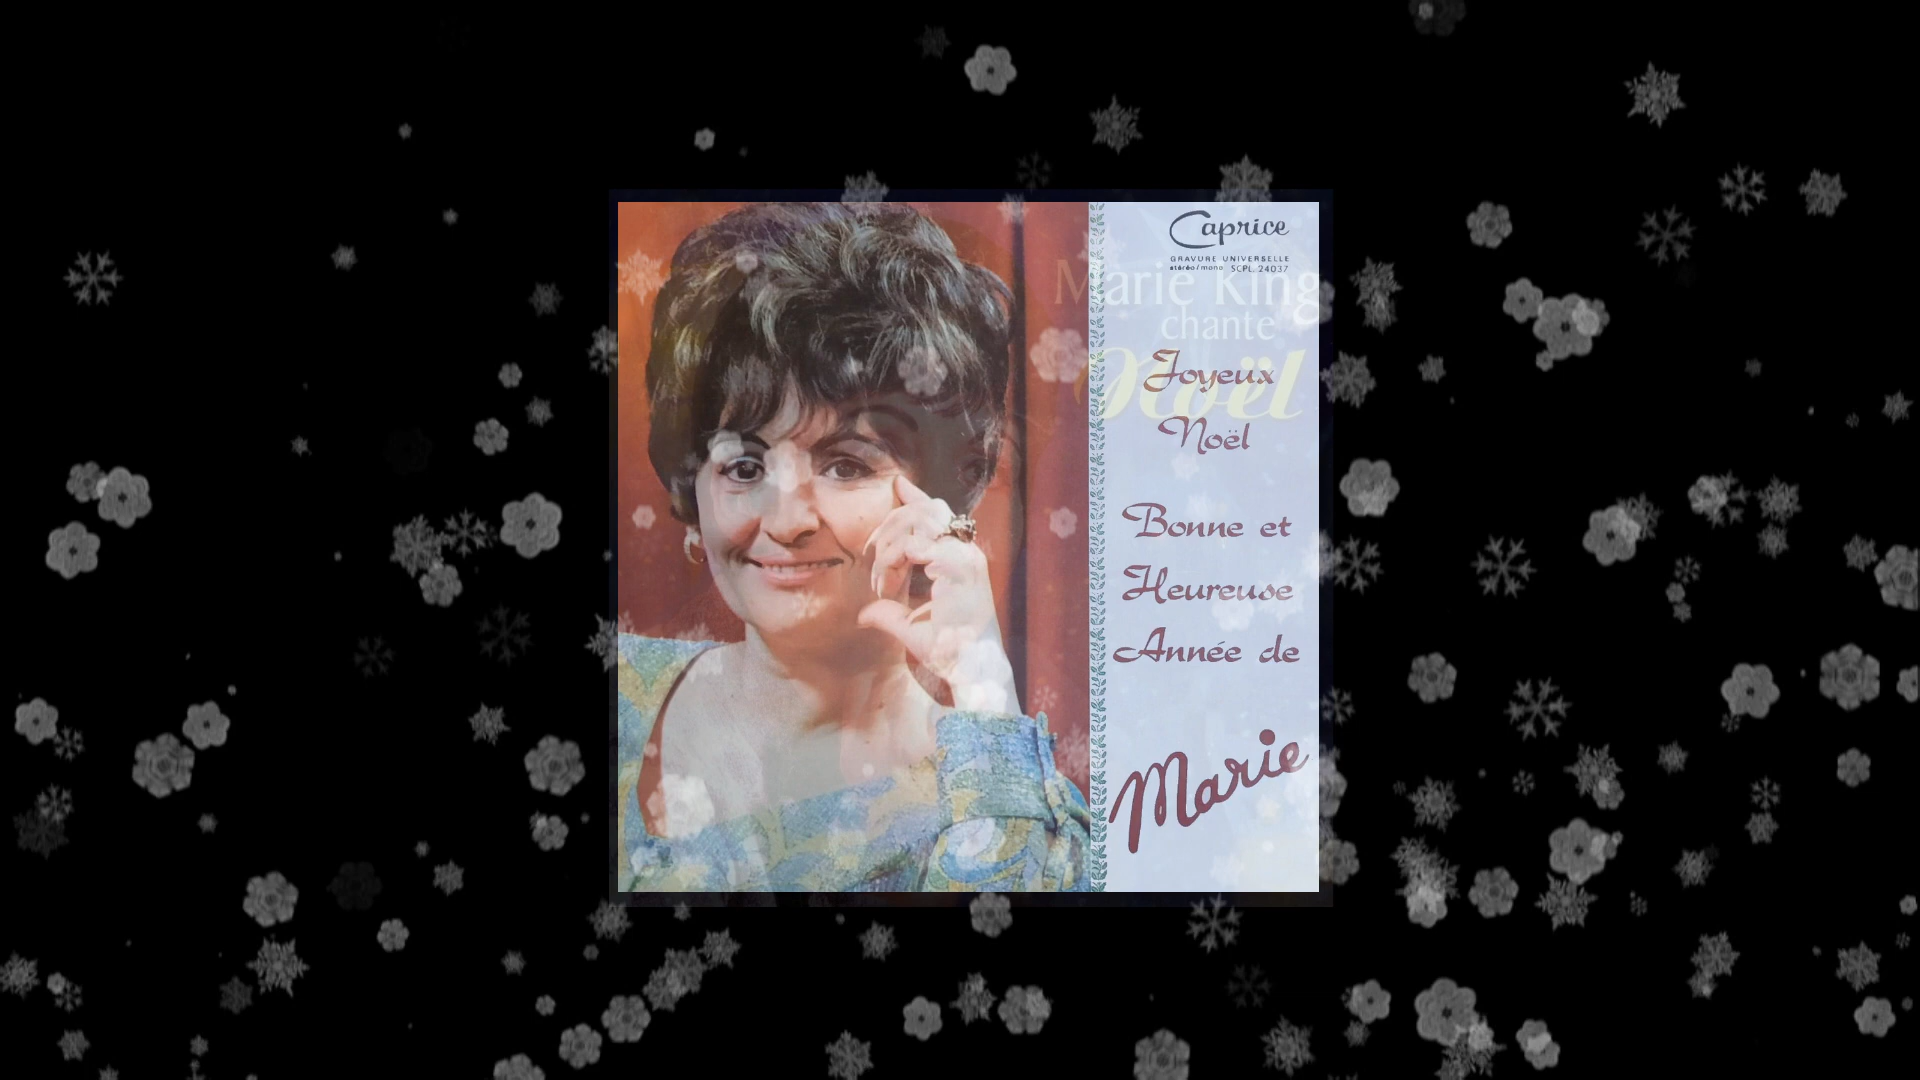 Caprice
GRAVURE UNIVERSELLE
stéréo/mono SCPL.24037
Marie King
chante
Noël
Joyeux
Noël
Bonne et
Heureuse
Année de
Marie